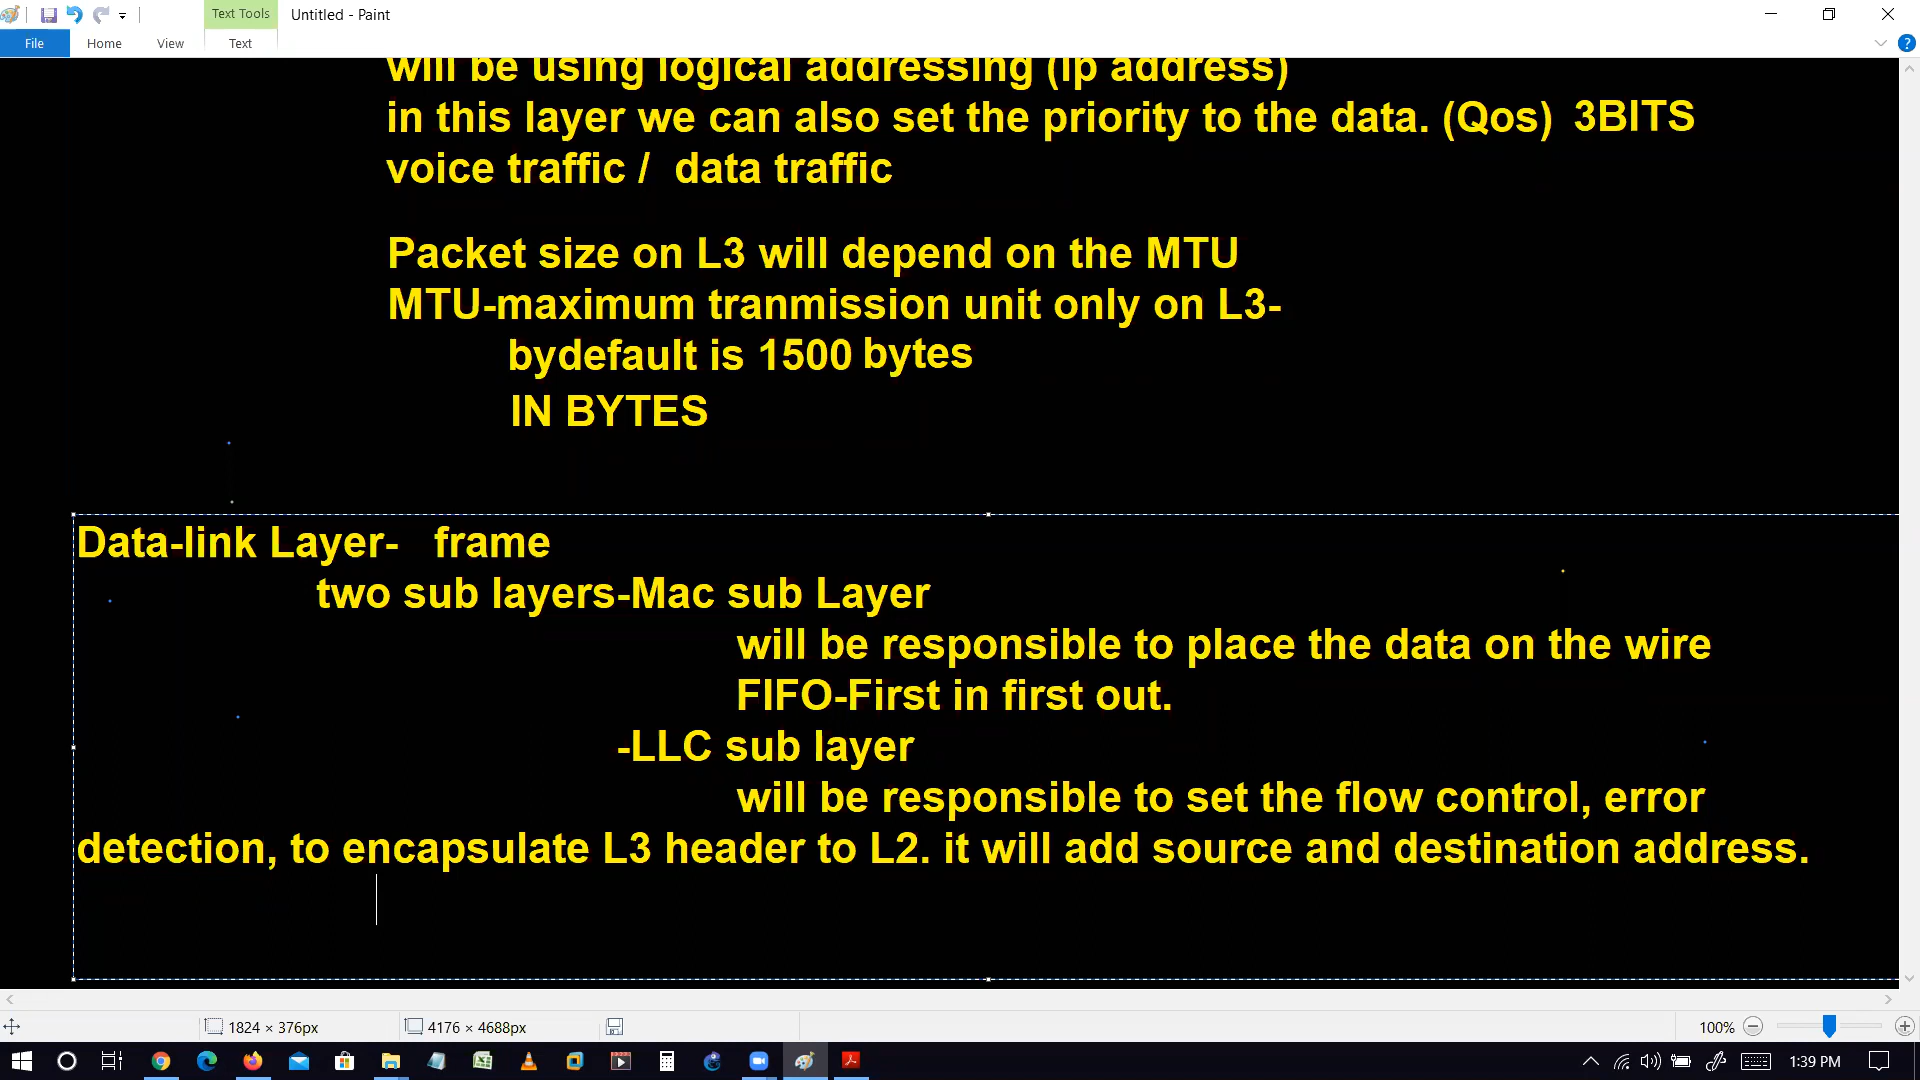 Text Tools
Untitled - Paint
File
Home
View
Text
will be using logical addressing (ip address)
in this layer we can also set the priority to the data. (Qos) 3BITS
voice traffic / data traffic
Packet size on L3 will depend on the MTU
MTU-maximum tranmission unit only on L3-
bydefault is 1500 bytes
IN BYTES
Data-link Layer- frame
two sub layers-Mac sub Layer
will be responsible to place the data on the wire
FIFO-First in first out.
-LLC sub layer
will be responsible to set the flow control, error
detection, to encapsulate L3 header to L2. it will add source and destination address.
1824 × 376px
4176 × 4688px
100%
1:39 PM